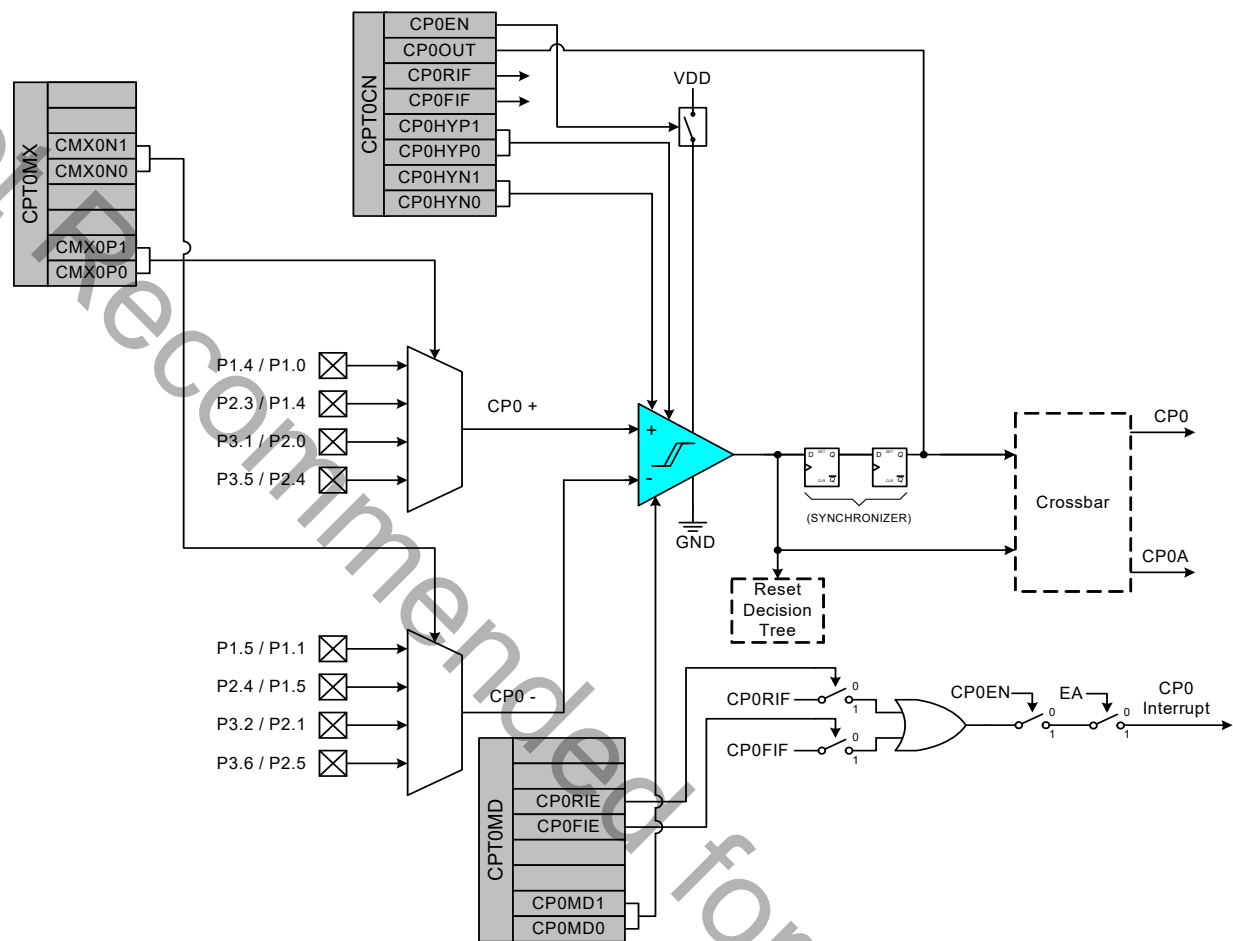 CPT0CN
CP0EN
CP0OUT
CP0RIF
CP0FIF
CP0HYP1
CP0HYP0
CP0HYN1
CP0HYN0
VDD
CPT0MX
CMX0N1
CMX0N0
CMX0P1
CMX0P0
P1.4 / P1.0
P2.3 / P1.4
P3.1 / P2.0
P3.5 / P2.4
CP0 +
+
-
GND
D SET Q
CLR Q
D SET Q
CLR Q
(SYNCHRONIZER)
Reset
Decision
Tree
Crossbar
CP0
CP0A
P1.5 / P1.1
P2.4 / P1.5
P3.2 / P2.1
P3.6 / P2.5
CP0 -
CPT0MD
CP0RIE
CP0FIE
CP0MD1
CP0MD0
CP0RIF
0
1
CP0FIF
0
1
CP0EN
0
1
EA
0
1
CP0
Interrupt
Recommended for